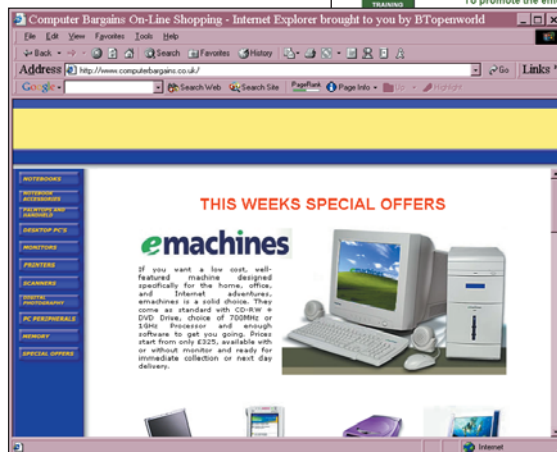 TRAINING
To promote the em
Computer Bargains On-Line Shopping - Internet Explorer brought to you by BTopenworld
File Edit View Favorites Tools Help
Back
Search Favorites History
Address http://www.computerbargains.co.uk/ Go Links »
Google Search Web Search Site PageRank Page Info Up Highlight
NOTEBOOKS
NOTEBOOK
ACCESSORIES
PALMTOPS AND
HANDHELD
DESKTOP PC'S
MONITORS
PRINTERS
SCANNERS
DIGITAL
PHOTOGRAPHY
PC PERIPHERALS
MEMORY
SPECIAL OFFERS
THIS WEEKS SPECIAL OFFERS
emachines
If you want a low cost, well-
featured machine designed
specifically for the home, office,
and Internet adventures,
emachines is a solid choice. They
come as standard with CD-RW +
DVD Drive, choice of 700MHz or
1GHz Processor and enough
software to get you going. Prices
start from only £325, available with
or without monitor and ready for
immediate collection or next day
delivery.
Internet